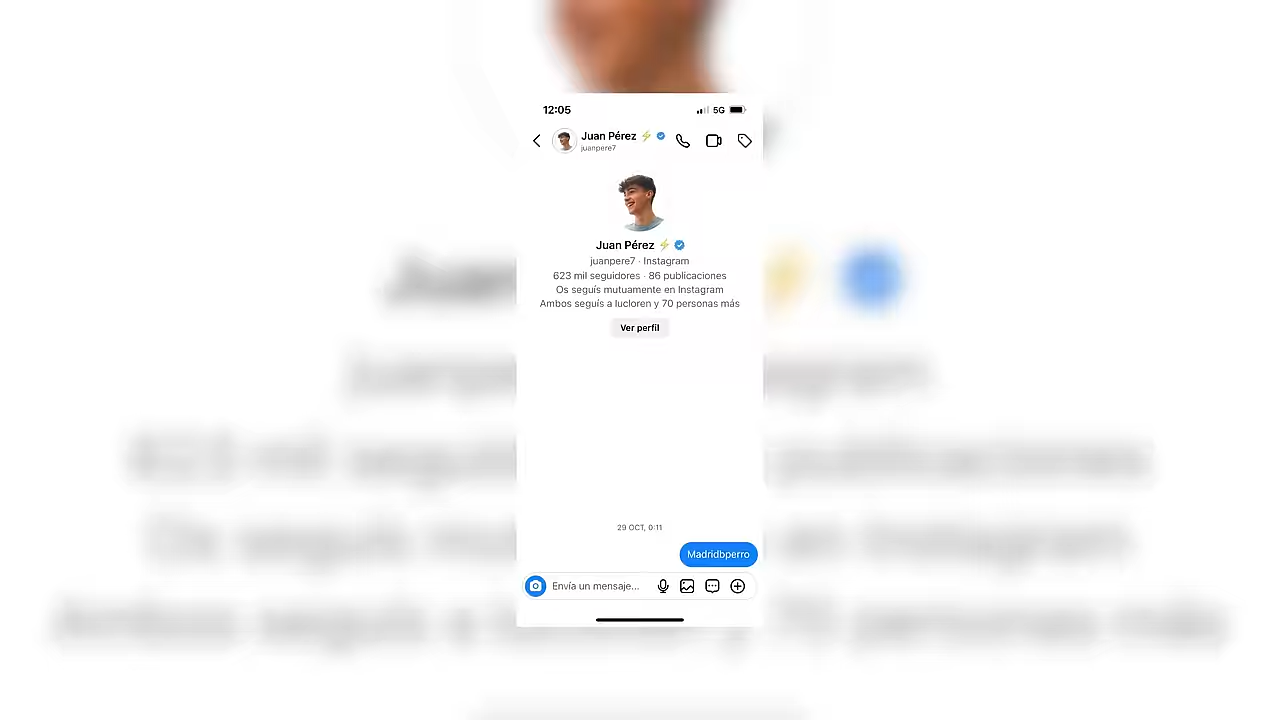 12:05
5G
Juan Pérez ⚡
juanpere7
Juan Pérez ⚡
juanpere7 · Instagram
623 mil seguidores · 86 publicaciones
Os seguís mutuamente en Instagram
Ambos seguís a lucloren y 70 personas más
Ver perfil
29 OCT, 0:11
Madridbperro
Envía un mensaje...